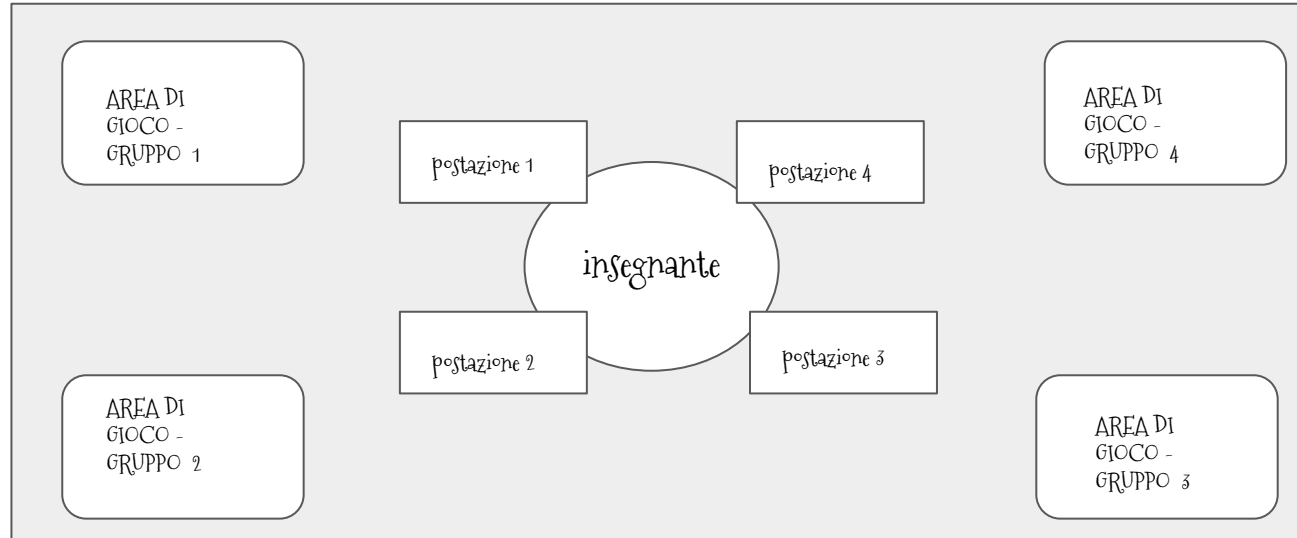 AREA DI
GIOCO -
GRUPPO 1
postazione 1
postazione 4
AREA DI
GIOCO -
GRUPPO 4
insegnante
AREA DI
GIOCO -
GRUPPO 2
postazione 2
postazione 3
AREA DI
GIOCO -
GRUPPO 3